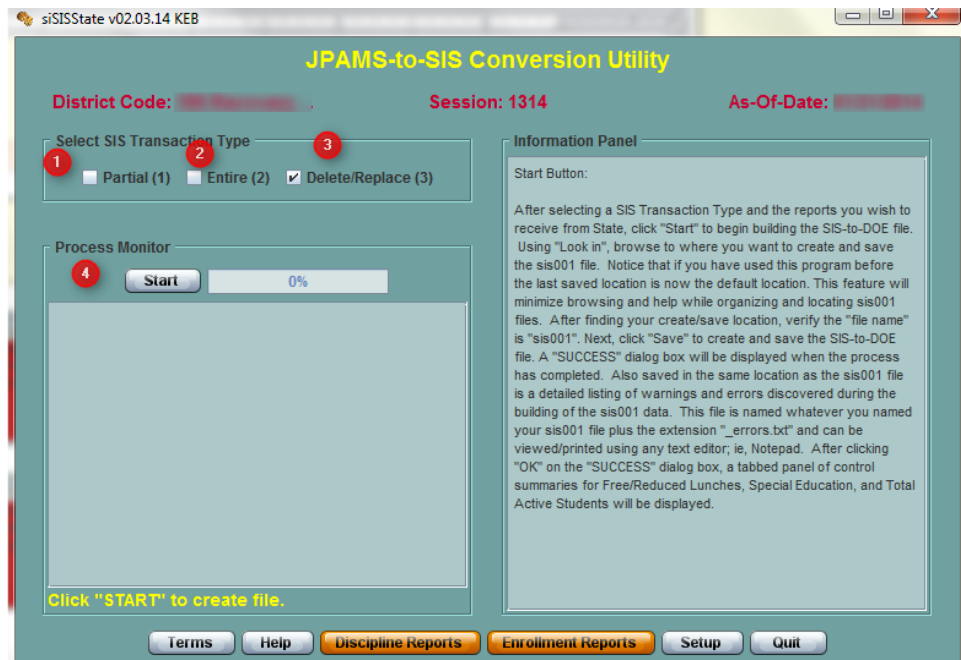 siSISState v02.03.14 KEB
JPAMS-to-SIS Conversion Utility
District Code:
Session: 1314
As-Of-Date:
Select SIS Transaction Type
1
2
3
Partial (1)
Entire (2)
Delete/Replace (3)
Process Monitor
4
Start
0%
Click "START" to create file.
Information Panel
Start Button:
After selecting a SIS Transaction Type and the reports you wish to
receive from State, click "Start" to begin building the SIS-to-DOE file.
Using "Look in", browse to where you want to create and save
the sis001 file.  Notice that if you have used this program before
the last saved location is now the default location. This feature will
minimize browsing and help while organizing and locating sis001
files.  After finding your create/save location, verify the "file name"
is "sis001". Next, click "Save" to create and save the SIS-to-DOE
file. A "SUCCESS" dialog box will be displayed when the process
has completed.  Also saved in the same location as the sis001 file
is a detailed listing of warnings and errors discovered during the
building of the sis001 data.  This file is named whatever you named
your sis001 file plus the extension "_errors.txt" and can be
viewed/printed using any text editor; ie, Notepad.  After clicking
"OK" on the "SUCCESS" dialog box, a tabbed panel of control
summaries for Free/Reduced Lunches, Special Education, and Total
Active Students will be displayed.
Terms
Help
Discipline Reports
Enrollment Reports
Setup
Quit